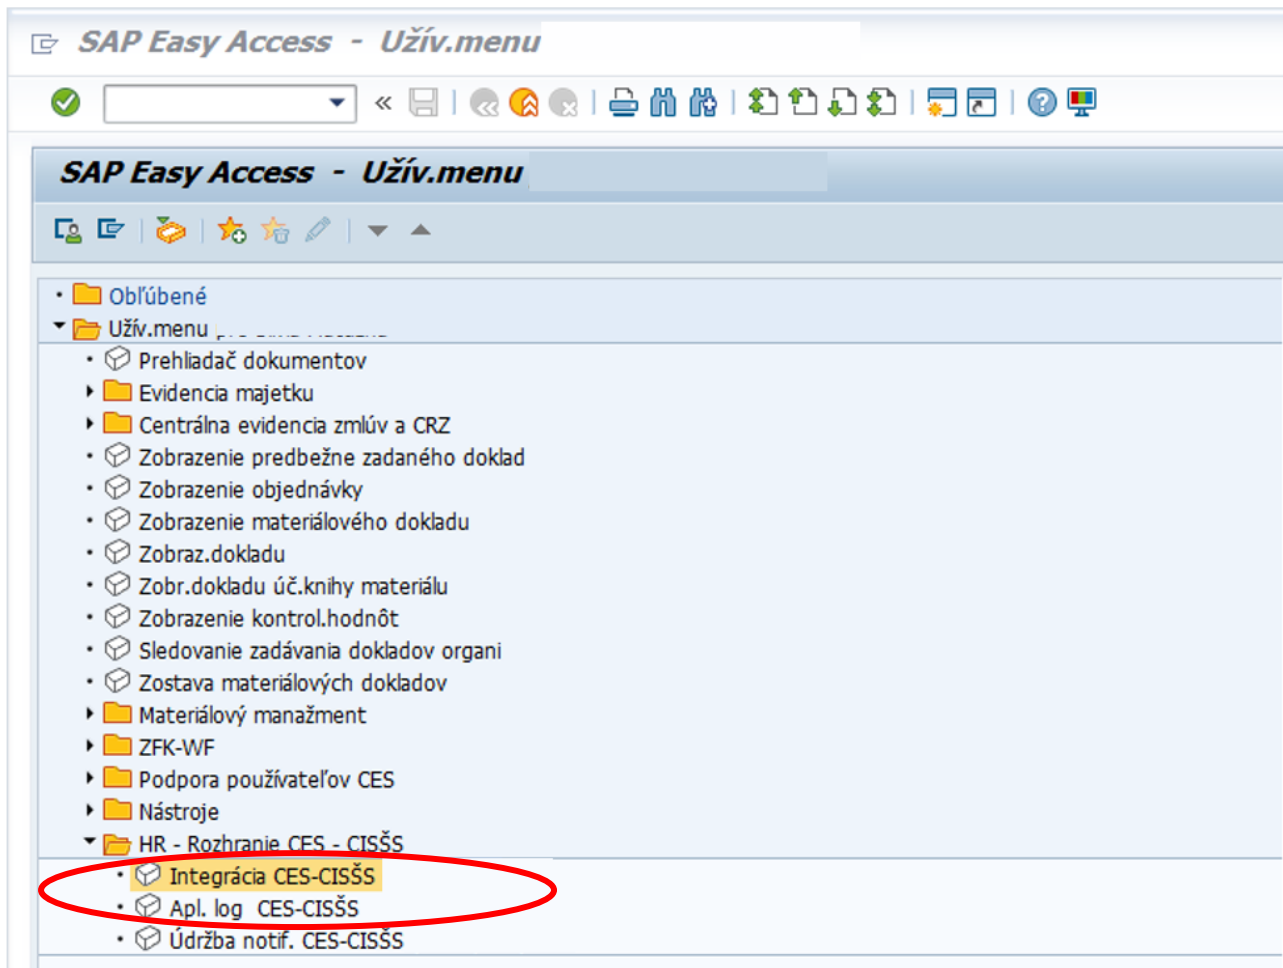 SAP Easy Access - Užív.menu
SAP Easy Access - Užív.menu
Obľúbené
Užív.menu
Prehliadač dokumentov
Evidencia majetku
Centrálna evidencia zmlúv a CRZ
Zobrazenie predbežne zadaného doklad
Zobrazenie objednávky
Zobrazenie materiálového dokladu
Zobraz.dokladu
Zobr.dokladu úč.knihy materiálu
Zobrazenie kontrol.hodnôt
Sledovanie zadávania dokladov organi
Zostava materiálových dokladov
Materiálový manažment
ZFK-WF
Podpora používateľov CES
Nástroje
HR - Rozhranie CES - CISŠS
Integrácia CES-CISŠS
Apl. log CES-CISŠS
Údržba notif. CES-CISŠS